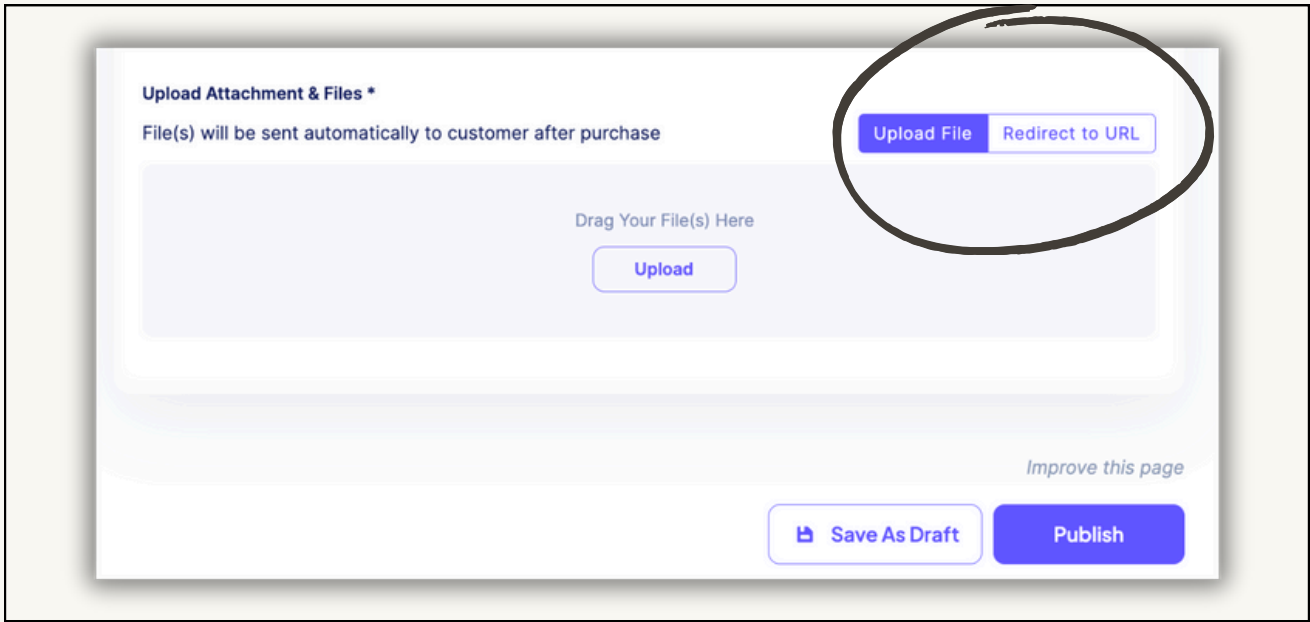 Upload Attachment & Files *
File(s) will be sent automatically to customer after purchase
Upload File
Redirect to URL
Drag Your File(s) Here
Upload
Improve this page
Save As Draft
Publish